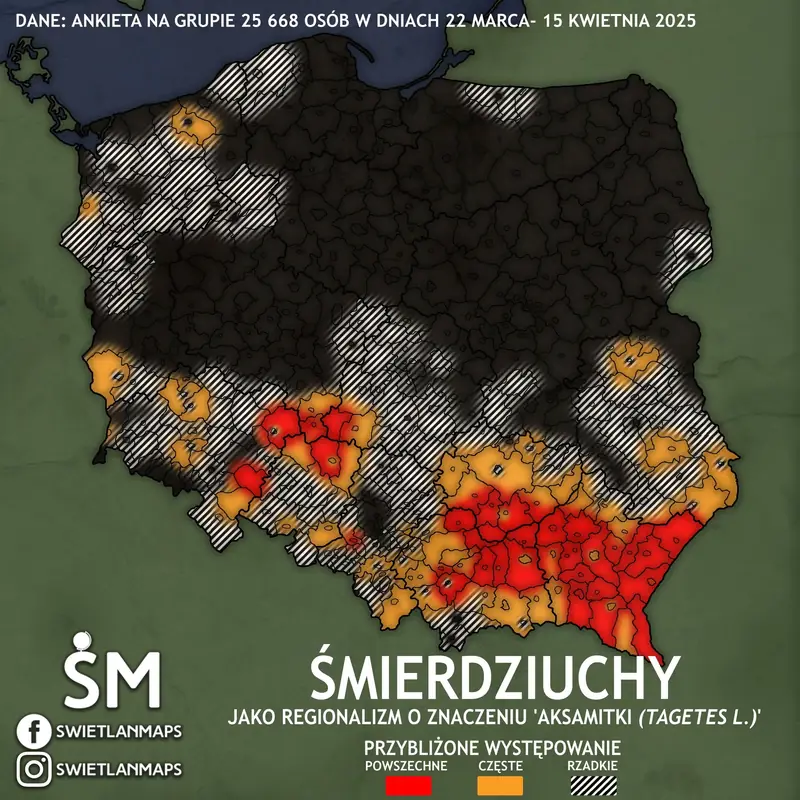 DANE: ANKIETA NA GRUPIE 25 668 OSÓB W DNIACH 22 MARCA- 15 KWIETNIA 2025
ŚM
SWIETLANMAPS
SWIETLANMAPS
ŚMIERDZIUCHY
JAKO REGIONALIZM O ZNACZENIU 'AKSAMITKI (TAGETES L.)'
PRZYBLIŻONE WYSTĘPOWANIE
POWSZECHNE CZĘSTE RZADKIE